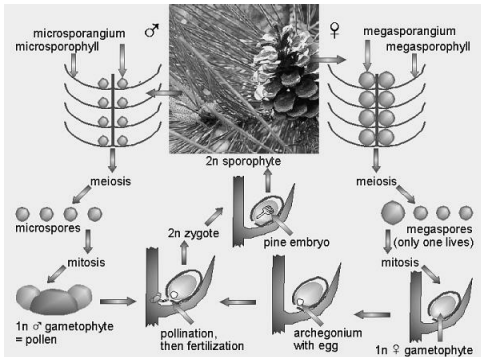 microsporangium
microsporophyll
♂
♀
megasporangium
megasporophyll
2n sporophyte
meiosis
meiosis
microspores
2n zygote
pine embryo
megaspores
(only one lives)
mitosis
mitosis
1n ♂ gametophyte
= pollen
pollination,
then fertilization
archegonium
with egg
1n ♀ gametophyte